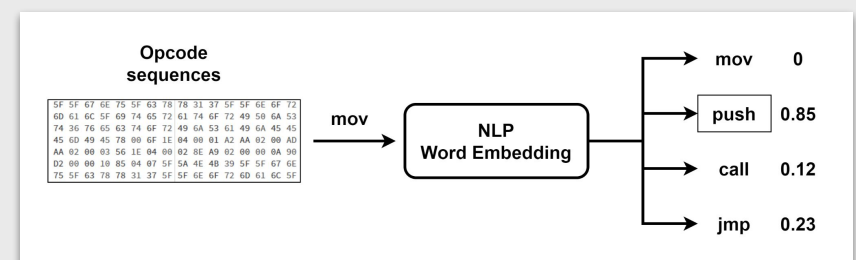 Opcode
sequences
5F 5F 67 6E 75 5F 63 78 78 31 37 5F 5F 6E 6F 72
6D 61 6C 5F 69 74 65 72 61 74 6F 72 49 50 6A 53
74 36 76 65 63 74 6F 72 49 6A 53 61 49 6A 45 45
45 6D 49 45 78 00 6F 1E 04 00 01 A2 AA 02 00 AD
AA 02 00 03 56 1E 04 00 02 8E A9 02 00 00 0A 90
D2 00 00 10 85 04 07 5F 5A 4E 4B 39 5F 5F 67 6E
75 5F 63 78 78 31 37 5F 5F 6E 6F 72 6D 61 6C 5F
mov
NLP
Word Embedding
mov 0
push 0.85
call 0.12
jmp 0.23